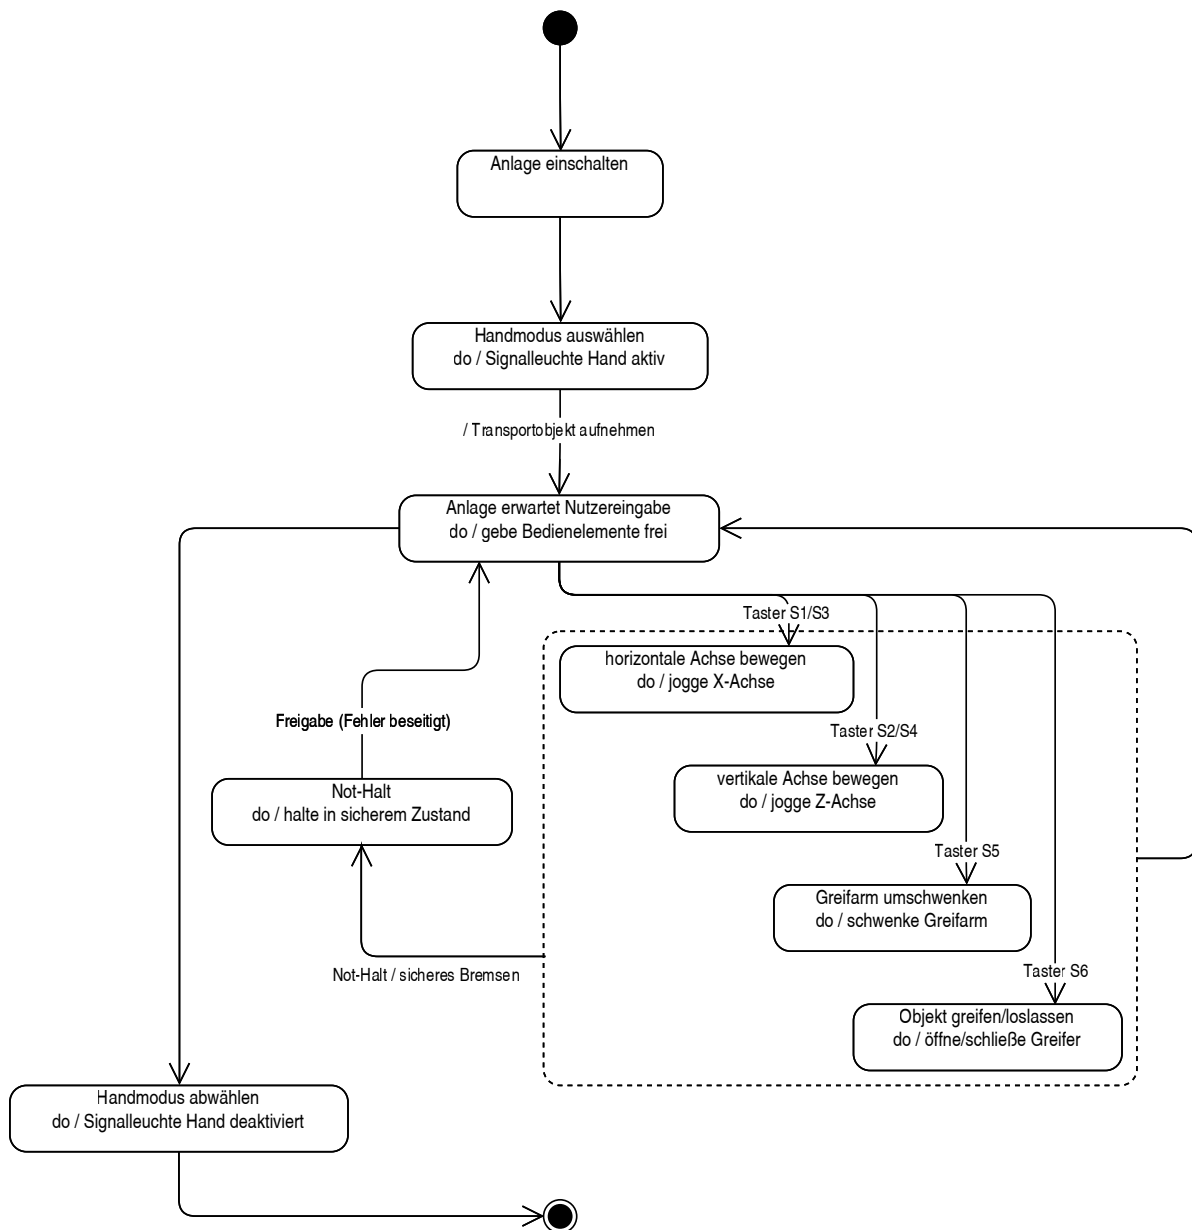 Anlage einschalten
Handmodus auswählen
do / Signalleuchte Hand aktiv
/ Transportobjekt aufnehmen
Anlage erwartet Nutzereingabe
do / gebe Bedienelemente frei
Taster S1/S3
horizontale Achse bewegen
do / jogge X-Achse
Freigabe (Fehler beseitigt)
Taster S2/S4
vertikale Achse bewegen
do / jogge Z-Achse
Not-Halt
do / halte in sicherem Zustand
Taster S5
Greifarm umschwenken
do / schwenke Greifarm
Not-Halt / sicheres Bremsen
Taster S6
Objekt greifen/loslassen
do / öffne/schließe Greifer
Handmodus abwählen
do / Signalleuchte Hand deaktiviert